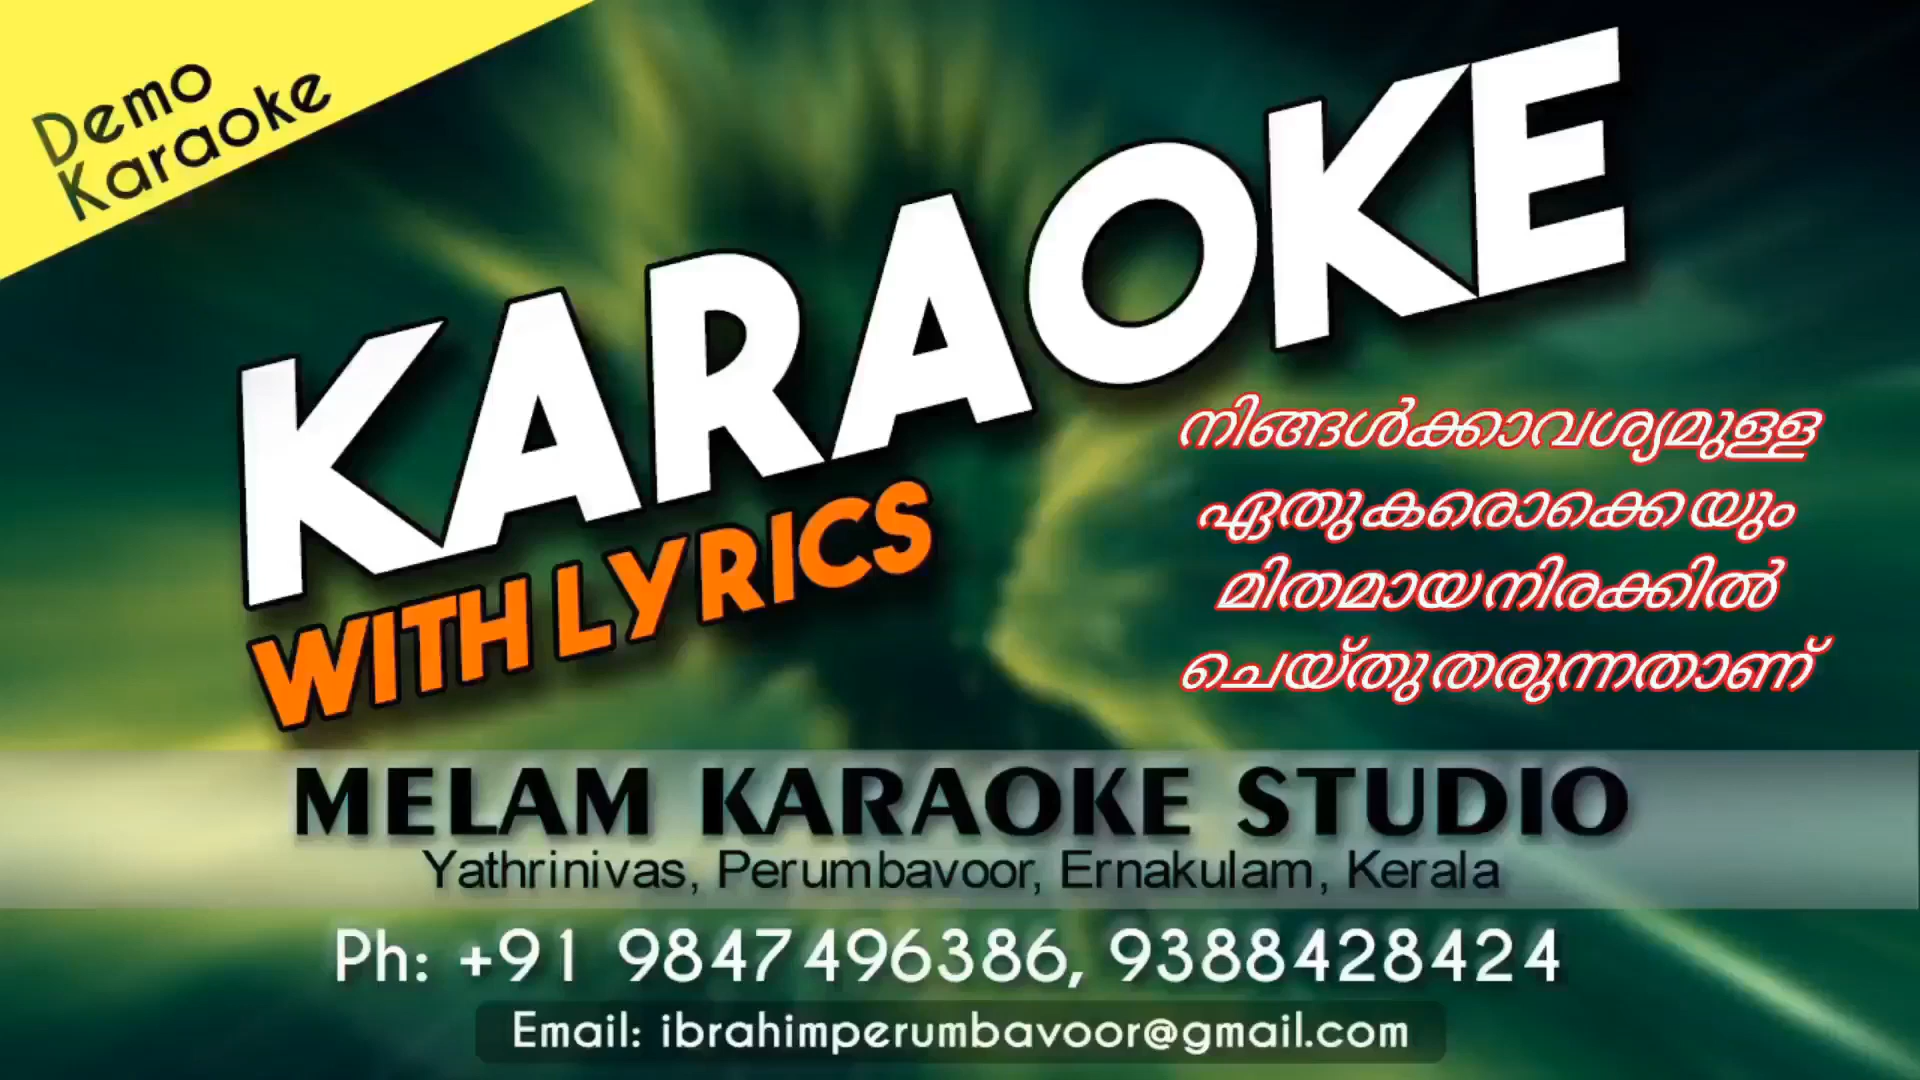 Demo
Karaoke
KARAOKE
WITH LYRICS
നിങ്ങൾക്കാവശ്യമുള്ള
ഏതു കരൊക്കെയും
മിതമായ നിരക്കിൽ
ചെയ്തു തരുന്നതാണ്
MELAM KARAOKE STUDIO
Yathrinivas, Perumbavoor, Ernakulam, Kerala
Ph: +91 9847496386, 9388428424
Email: ibrahimperumbavoor@gmail.com